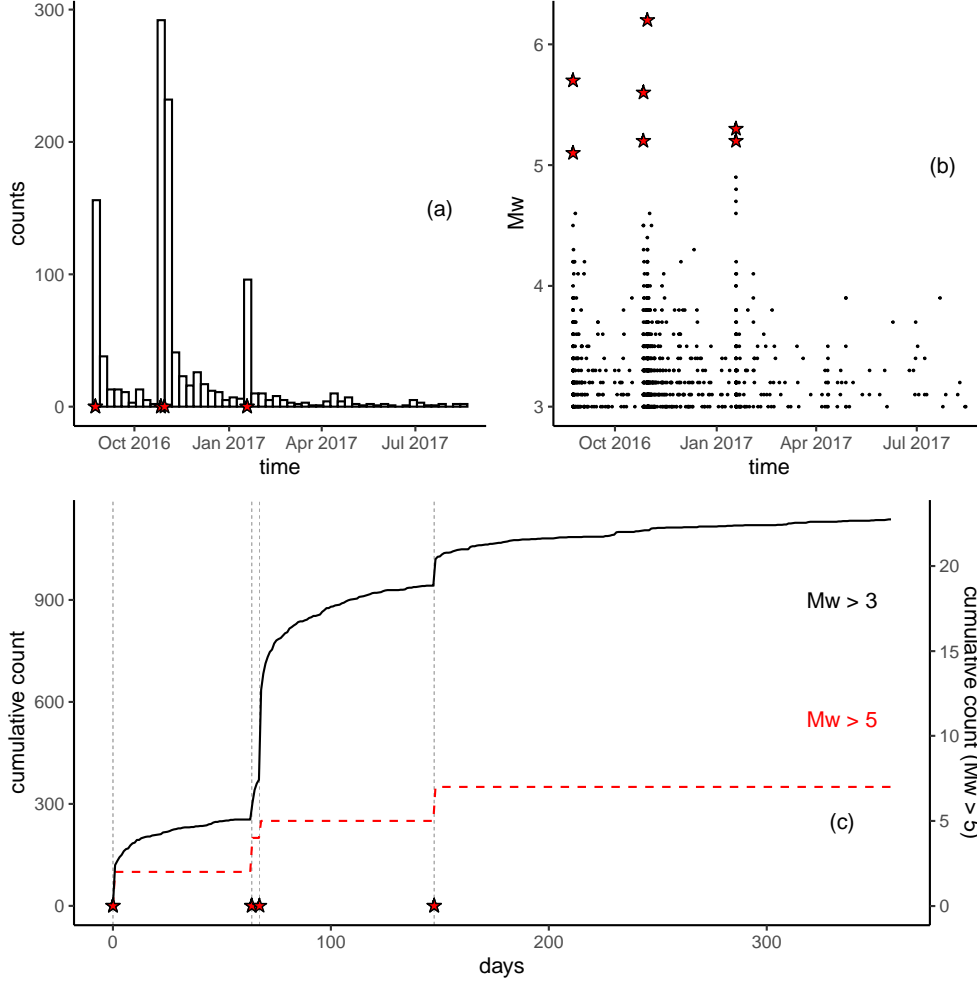 300
200
100
0
counts
(a)
Oct 2016 Jan 2017 Apr 2017 Jul 2017
time
6
5
4
3
Mw
(b)
Oct 2016 Jan 2017 Apr 2017 Jul 2017
time
900
600
300
0
cumulative count
Mw > 3
Mw > 5
(c)
20
15
10
5
0
cumulative count (Mw > 5)
0 100 200 300
days